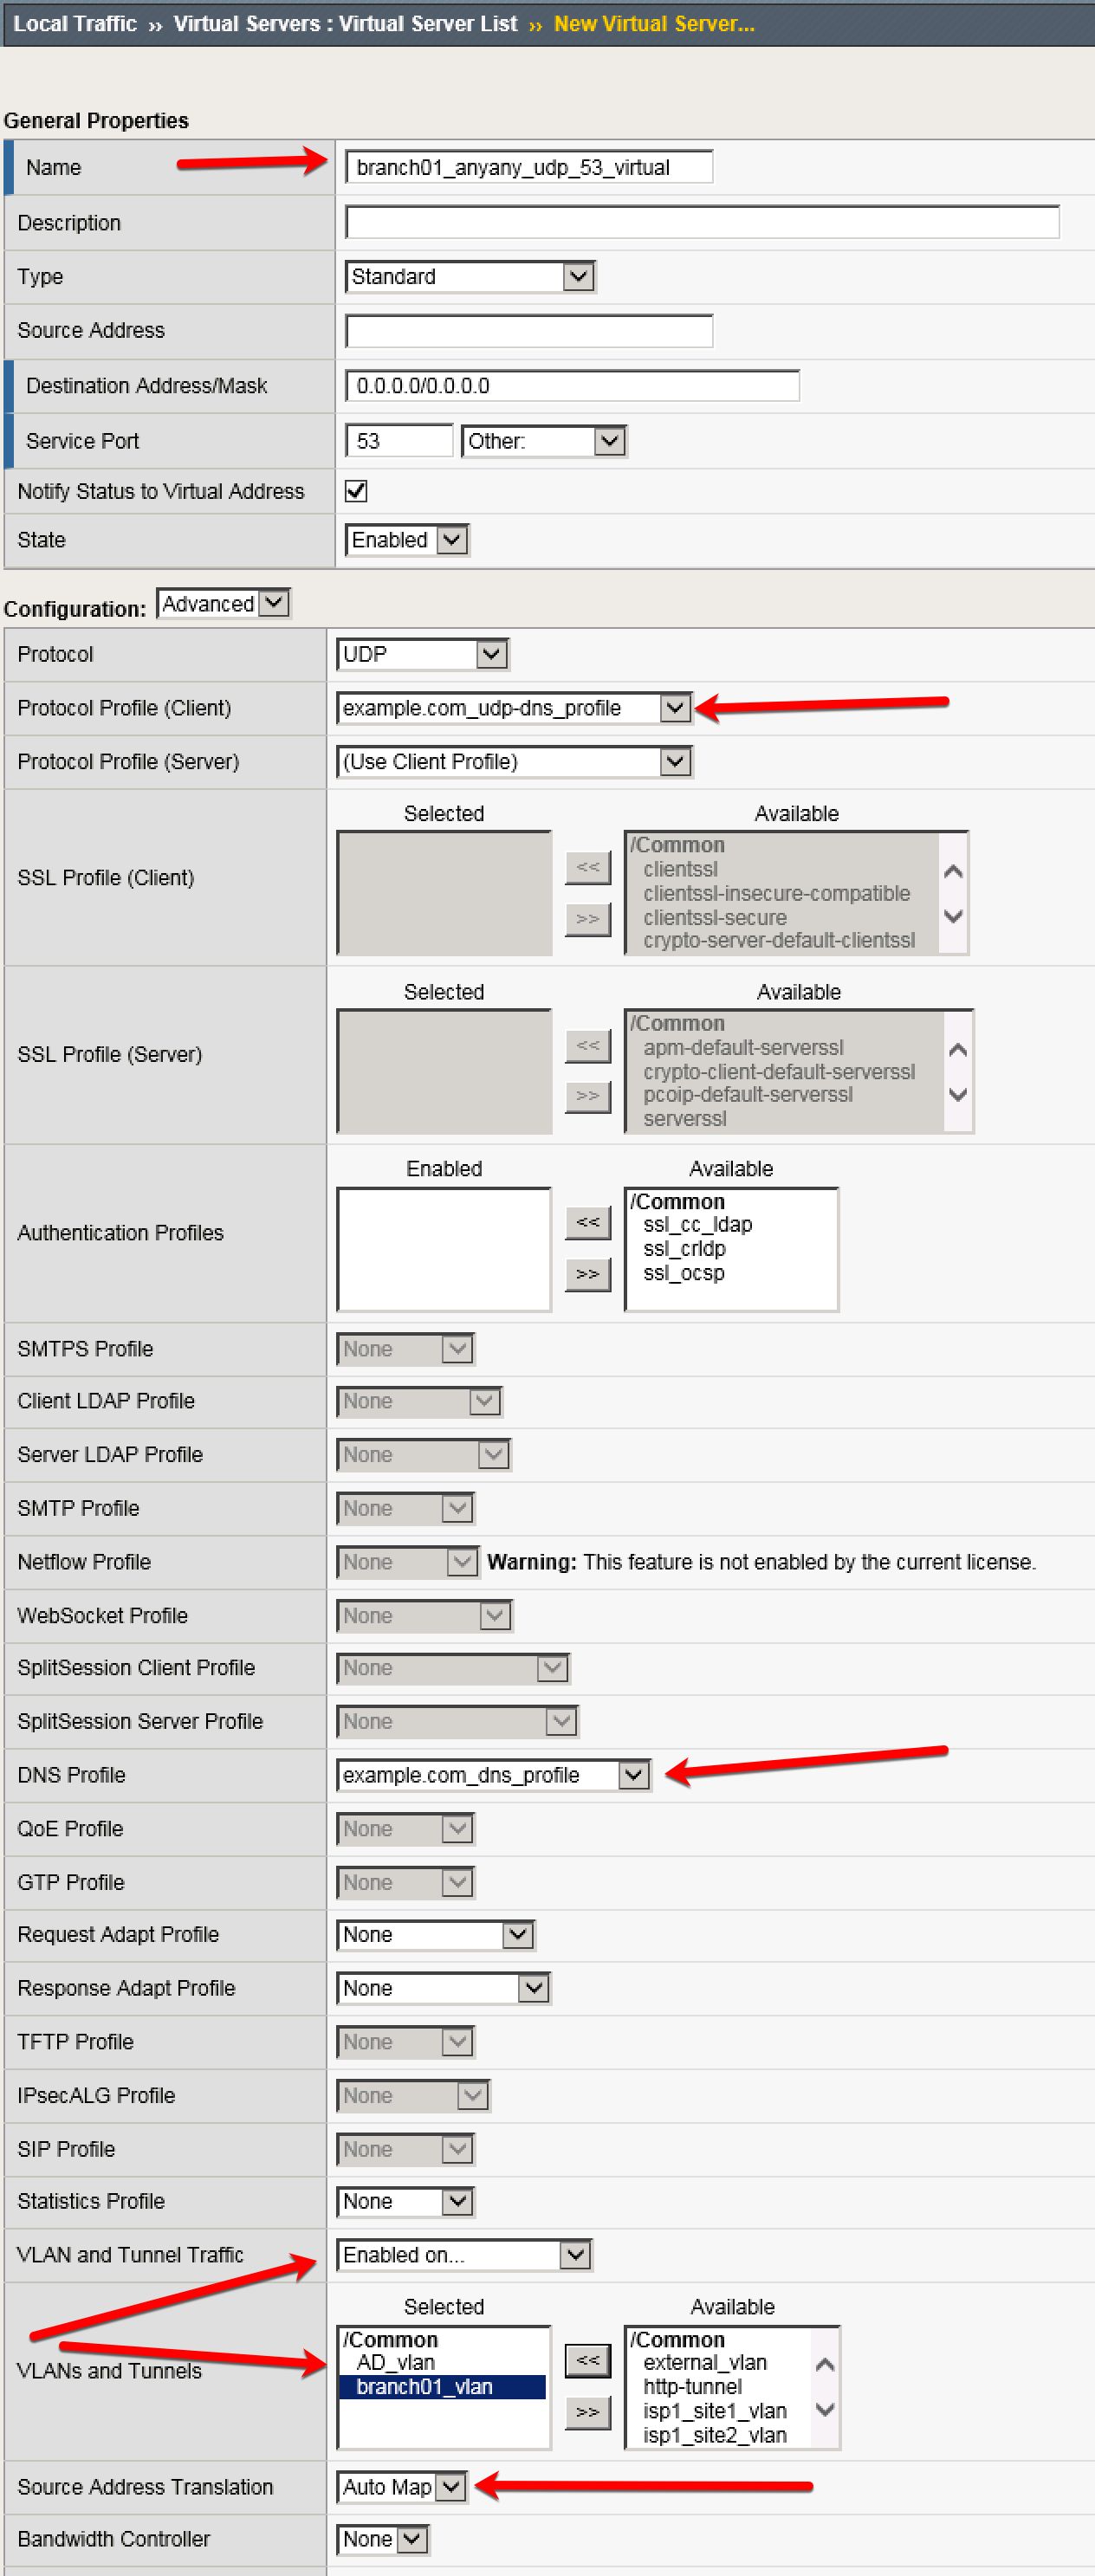 Local Traffic ›› Virtual Servers : Virtual Server List ›› New Virtual Server...
General Properties
Name branch01_anyany_udp_53_virtual
Description
Type Standard
Source Address
Destination Address/Mask 0.0.0.0/0.0.0.0
Service Port 53 Other:
Notify Status to Virtual Address
State Enabled
Configuration: Advanced
Protocol UDP
Protocol Profile (Client) example.com_udp-dns_profile
Protocol Profile (Server) (Use Client Profile)
SSL Profile (Client)
Selected Available
/Common
clientssl
<< clientssl-insecure-compatible
clientssl-secure
>> crypto-server-default-clientssl
SSL Profile (Server)
Selected Available
/Common
apm-default-serverssl
<< crypto-client-default-serverssl
pcoip-default-serverssl
>> serverssl
Authentication Profiles
Enabled Available
/Common
<< ssl_cc_ldap
ssl_crldp
>> ssl_ocsp
SMTPS Profile None
Client LDAP Profile None
Server LDAP Profile None
SMTP Profile None
Netflow Profile None Warning: This feature is not enabled by the current license.
WebSocket Profile None
SplitSession Client Profile None
SplitSession Server Profile None
DNS Profile example.com_dns_profile
QoE Profile None
GTP Profile None
Request Adapt Profile None
Response Adapt Profile None
TFTP Profile None
IPsecALG Profile None
SIP Profile None
Statistics Profile None
VLAN and Tunnel Traffic Enabled on...
VLANs and Tunnels
Selected Available
/Common /Common
AD_vlan << external_vlan
branch01_vlan http-tunnel
>> isp1_site1_vlan
isp1_site2_vlan
Source Address Translation Auto Map
Bandwidth Controller None